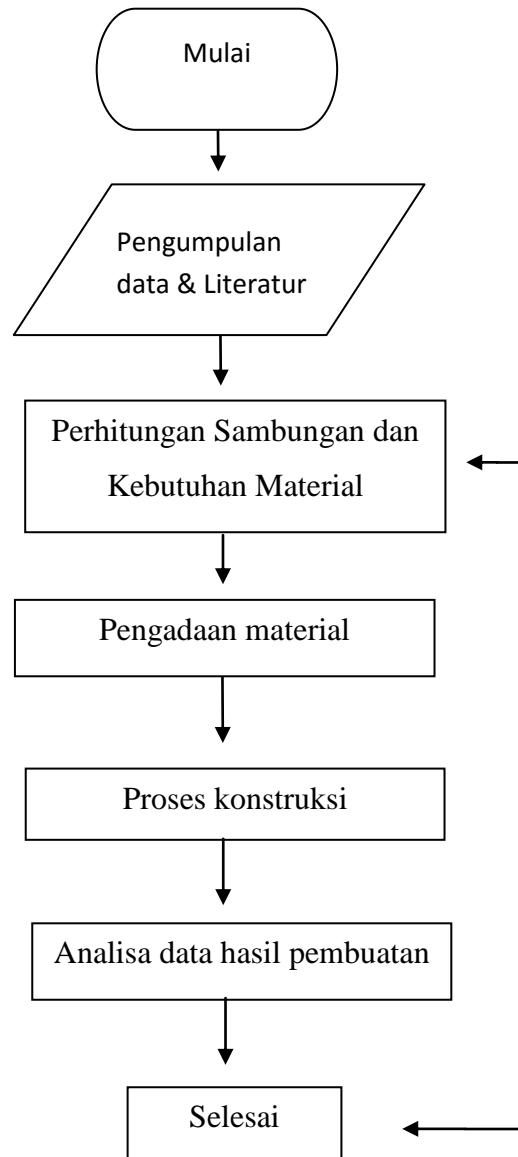 Mulai
Pengumpulan
data & Literatur
Perhitungan Sambungan dan
Kebutuhan Material
Pengadaan material
Proses konstruksi
Analisa data hasil pembuatan
Selesai